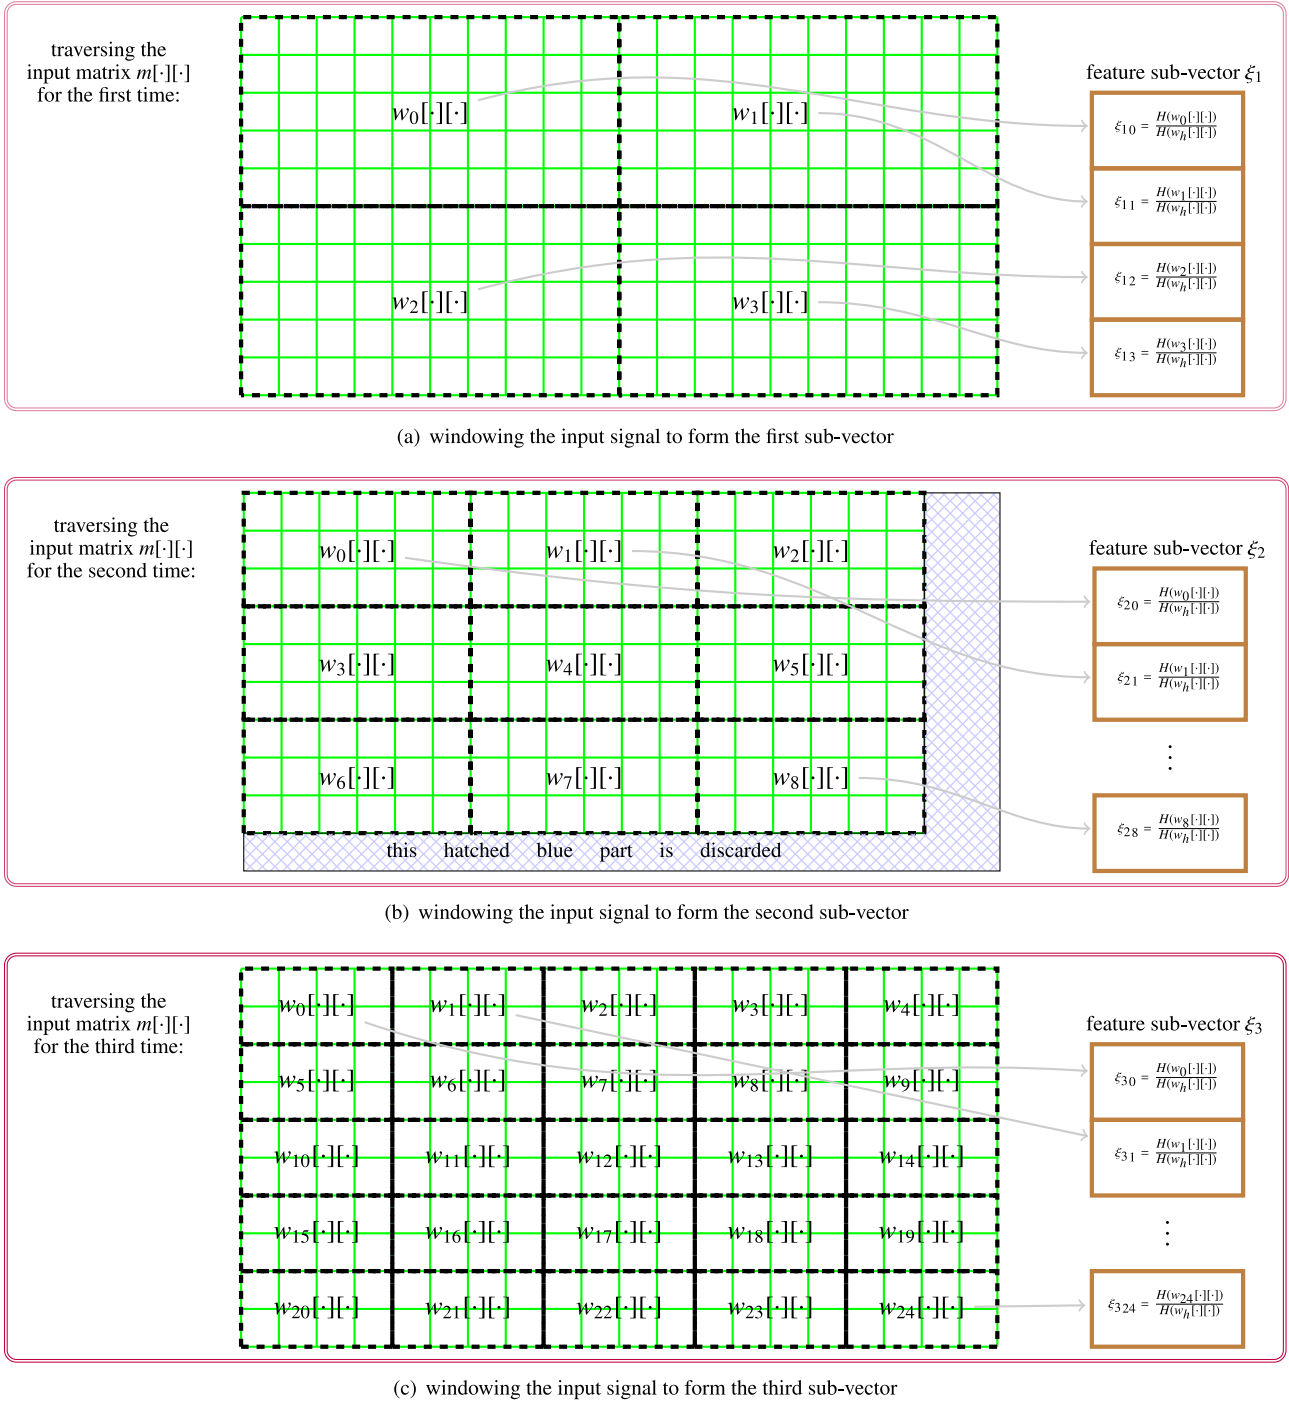 traversing the
input matrix m[·][·]
for the first time:
w₀[·][·]
w₁[·][·]
w₂[·][·]
w₃[·][·]
feature sub-vector ξ₁
ξ₁₀ = H(w₀[·][·]) / H(wₕ[·][·])
ξ₁₁ = H(w₁[·][·]) / H(wₕ[·][·])
ξ₁₂ = H(w₂[·][·]) / H(wₕ[·][·])
ξ₁₃ = H(w₃[·][·]) / H(wₕ[·][·])
(a) windowing the input signal to form the first sub-vector
traversing the
input matrix m[·][·]
for the second time:
w₀[·][·] w₁[·][·] w₂[·][·]
w₃[·][·] w₄[·][·] w₅[·][·]
w₆[·][·] w₇[·][·] w₈[·][·]
this hatched blue part is discarded
feature sub-vector ξ₂
ξ₂₀ = H(w₀[·][·]) / H(wₕ[·][·])
ξ₂₁ = H(w₁[·][·]) / H(wₕ[·][·])
⋮
ξ₂₈ = H(w₈[·][·]) / H(wₕ[·][·])
(b) windowing the input signal to form the second sub-vector
traversing the
input matrix m[·][·]
for the third time:
w₀[·][·] w₁[·][·] w₂[·][·] w₃[·][·] w₄[·][·]
w₅[·][·] w₆[·][·] w₇[·][·] w₈[·][·] w₉[·][·]
w₁₀[·][·] w₁₁[·][·] w₁₂[·][·] w₁₃[·][·] w₁₄[·][·]
w₁₅[·][·] w₁₆[·][·] w₁₇[·][·] w₁₈[·][·] w₁₉[·][·]
w₂₀[·][·] w₂₁[·][·] w₂₂[·][·] w₂₃[·][·] w₂₄[·][·]
feature sub-vector ξ₃
ξ₃₀ = H(w₀[·][·]) / H(wₕ[·][·])
ξ₃₁ = H(w₁[·][·]) / H(wₕ[·][·])
⋮
ξ₃₂₄ = H(w₂₄[·][·]) / H(wₕ[·][·])
(c) windowing the input signal to form the third sub-vector